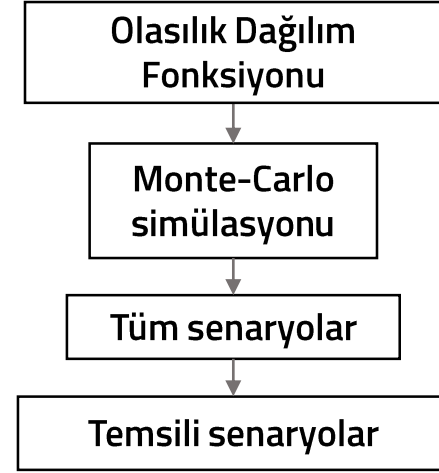 Olasılık Dağılım
Fonksiyonu
Monte-Carlo
simülasyonu
Tüm senaryolar
Temsili senaryolar